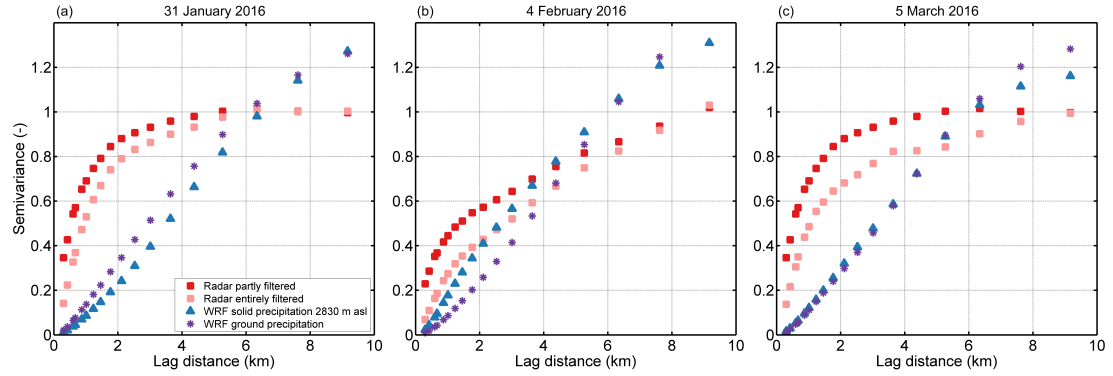 (a) 31 January 2016
(b) 4 February 2016
(c) 5 March 2016
Semivariance (-)
1.2
1
0.8
0.6
0.4
0.2
0
Radar partly filtered
Radar entirely filtered
WRF solid precipitation 2830 m asl
WRF ground precipitation
0 2 4 6 8 10
Lag distance (km)
1.2
1
0.8
0.6
0.4
0.2
0
0 2 4 6 8 10
Lag distance (km)
1.2
1
0.8
0.6
0.4
0.2
0
0 2 4 6 8 10
Lag distance (km)